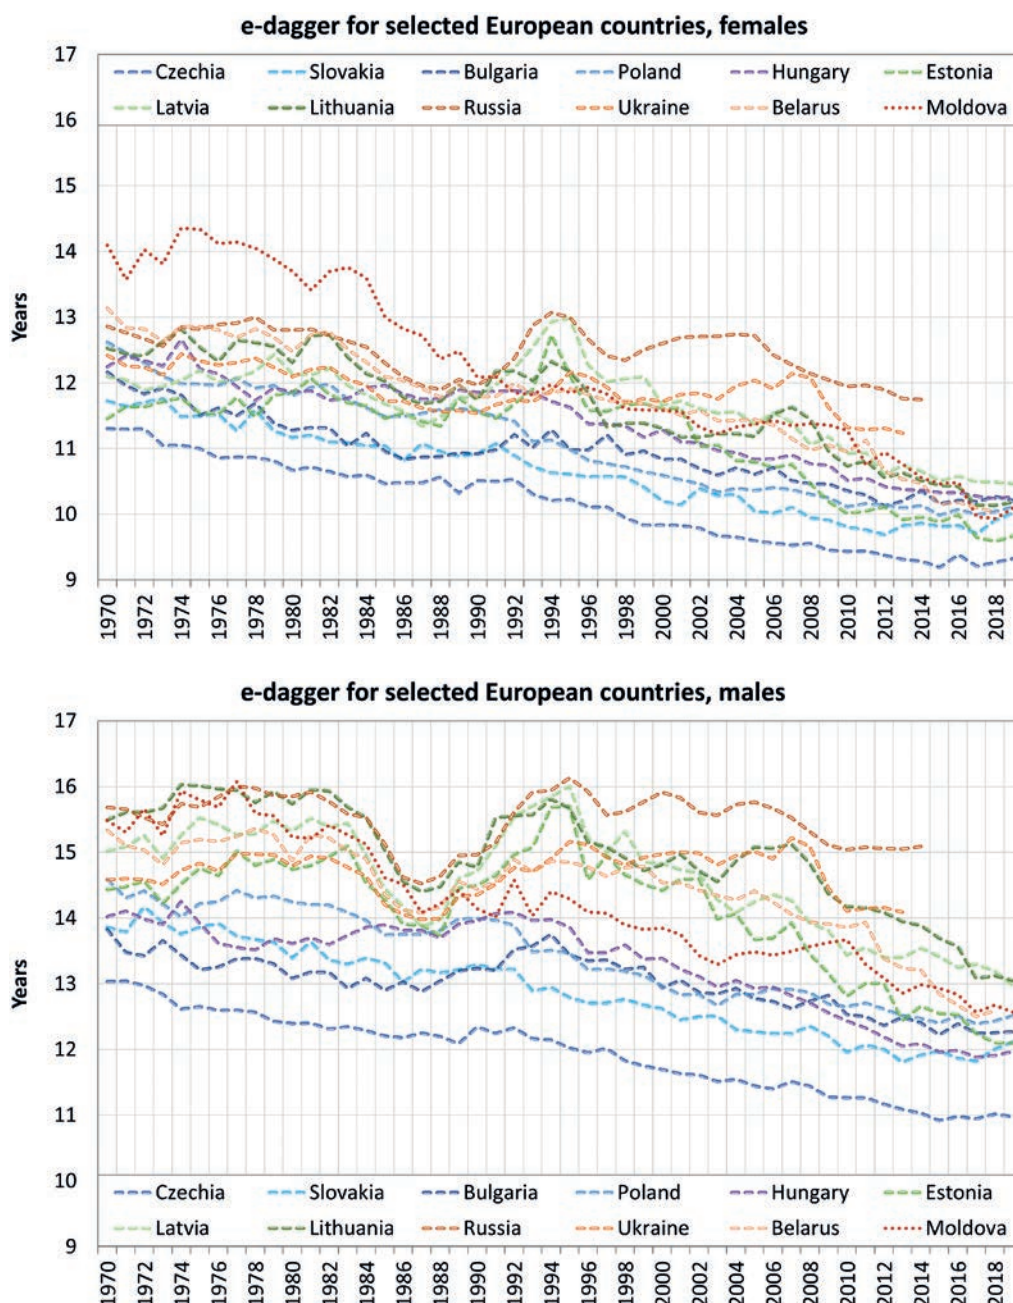 e-dagger for selected European countries, females
17
Czechia Slovakia Bulgaria Poland Hungary Estonia
Latvia Lithuania Russia Ukraine Belarus Moldova
16
15
14
13
12
11
10
9
Years
1970 1972 1974 1976 1978 1980 1982 1984 1986 1988 1990 1992 1994 1996 1998 2000 2002 2004 2006 2008 2010 2012 2014 2016 2018
e-dagger for selected European countries, males
17
16
15
14
13
12
11
10
Years
Czechia Slovakia Bulgaria Poland Hungary Estonia
Latvia Lithuania Russia Ukraine Belarus Moldova
9
1970 1972 1974 1976 1978 1980 1982 1984 1986 1988 1990 1992 1994 1996 1998 2000 2002 2004 2006 2008 2010 2012 2014 2016 2018